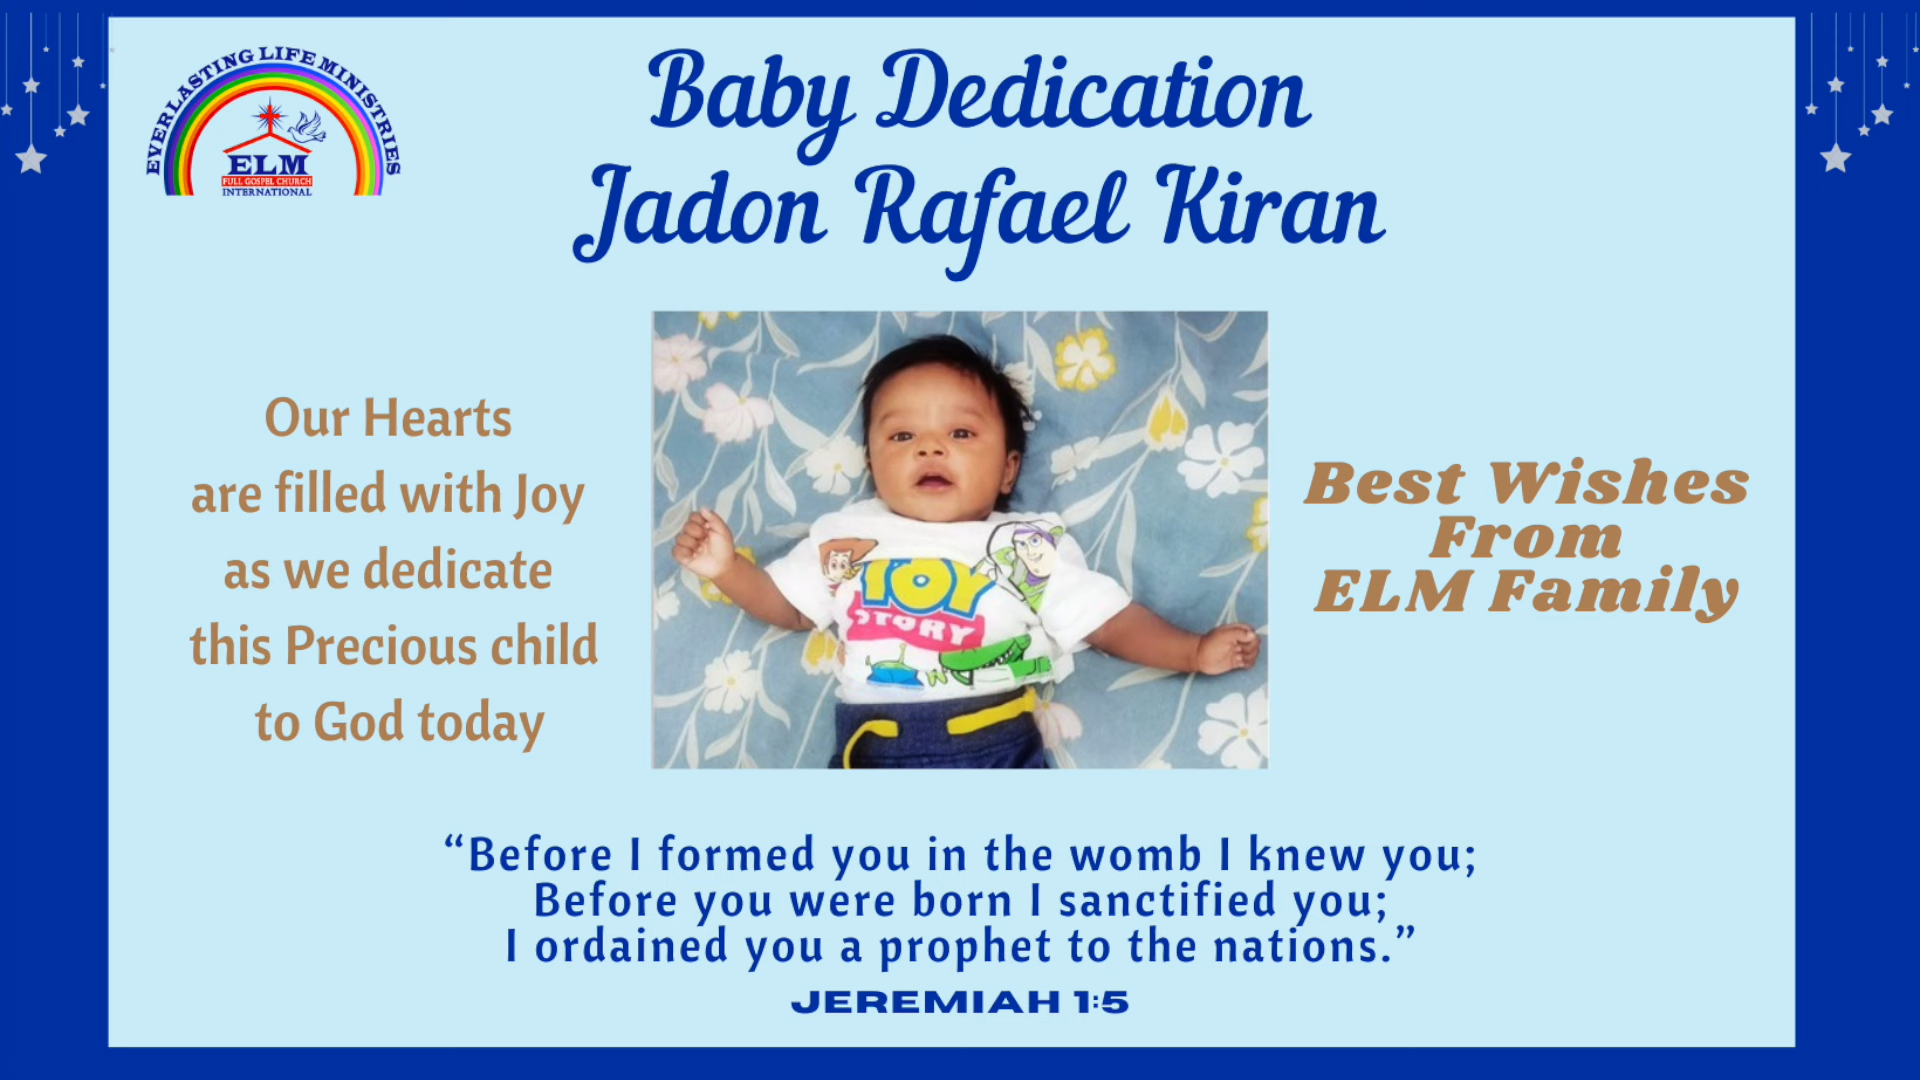 EVERLASTING LIFE MINISTRIES
ELM
FULL GOSPEL CHURCH
INTERNATIONAL
Baby Dedication
Jadon Rafael Kiran
Our Hearts
are filled with Joy
as we dedicate
this Precious child
to God today
TOY
STORY
Best Wishes
From
ELM Family
“Before I formed you in the womb I knew you;
Before you were born I sanctified you;
I ordained you a prophet to the nations.”
JEREMIAH 1:5